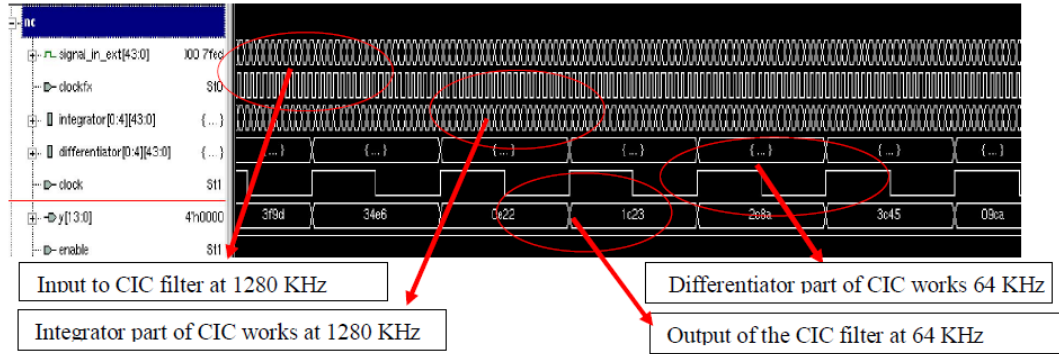 nc
signal_in_ext[43:0] )00 7fed
clockfx St0
integrator[0:4][43:0] {...}
differentiator[0:4][43:0] {...} {...} {...} {...} {...} {...} {...} {...}
clock St1
y[13:0] 4'h0000 3f9d 34e6 0e22 1c23 2c8a 3c45 09ca
enable St1
Input to CIC filter at 1280 KHz
Differentiator part of CIC works 64 KHz
Integrator part of CIC works at 1280 KHz
Output of the CIC filter at 64 KHz